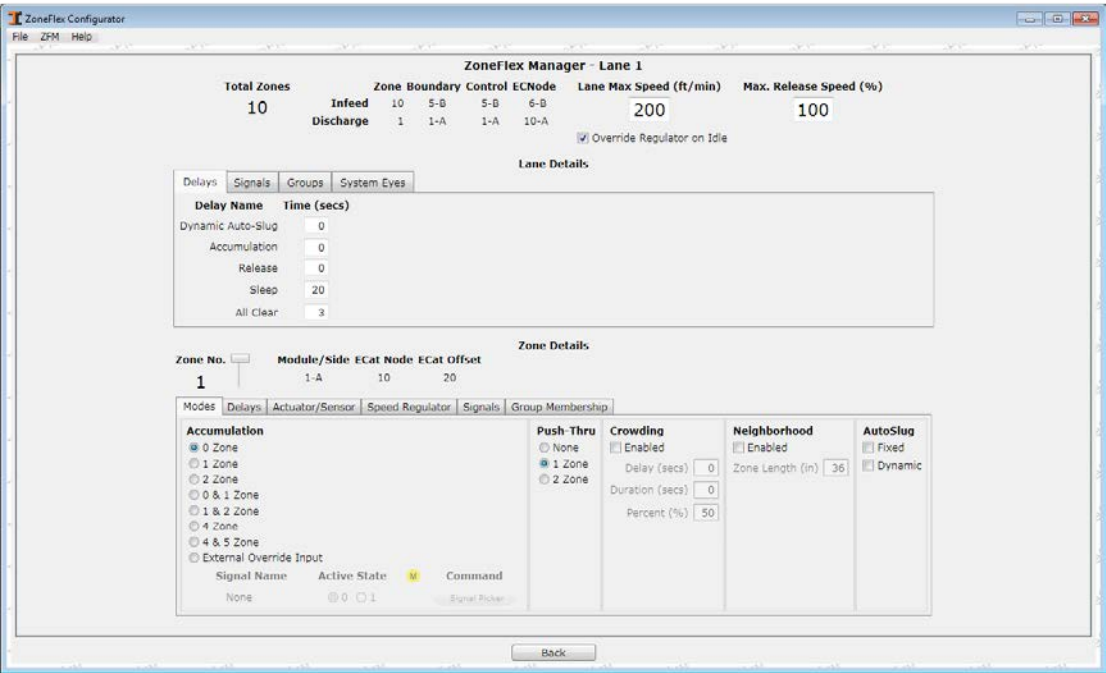 ZoneFlex Configurator
File ZFM Help
ZoneFlex Manager - Lane 1
Total Zones Zone Boundary Control ECNode Lane Max Speed (ft/min) Max. Release Speed (%)
10 Infeed 10 5-B 5-B 6-B 200 100
Discharge 1 1-A 1-A 10-A
Override Regulator on Idle
Lane Details
Delays Signals Groups System Eyes
Delay Name Time (secs)
Dynamic Auto-Slug 0
Accumulation 0
Release 0
Sleep 20
All Clear 3
Zone Details
Zone No. Module/Side ECat Node ECat Offset
1 1-A 10 20
Modes Delays Actuator/Sensor Speed Regulator Signals Group Membership
Accumulation Push-Thru Crowding Neighborhood AutoSlug
0 Zone None Enabled Enabled Fixed
1 Zone 1 Zone Delay (secs) 0 Zone Length (in) 36 Dynamic
2 Zone 2 Zone
0 & 1 Zone Duration (secs) 0
1 & 2 Zone Percent (%) 50
4 Zone
4 & 5 Zone
External Override Input
Signal Name Active State M Command
None 0 1 Signal Picker
Back